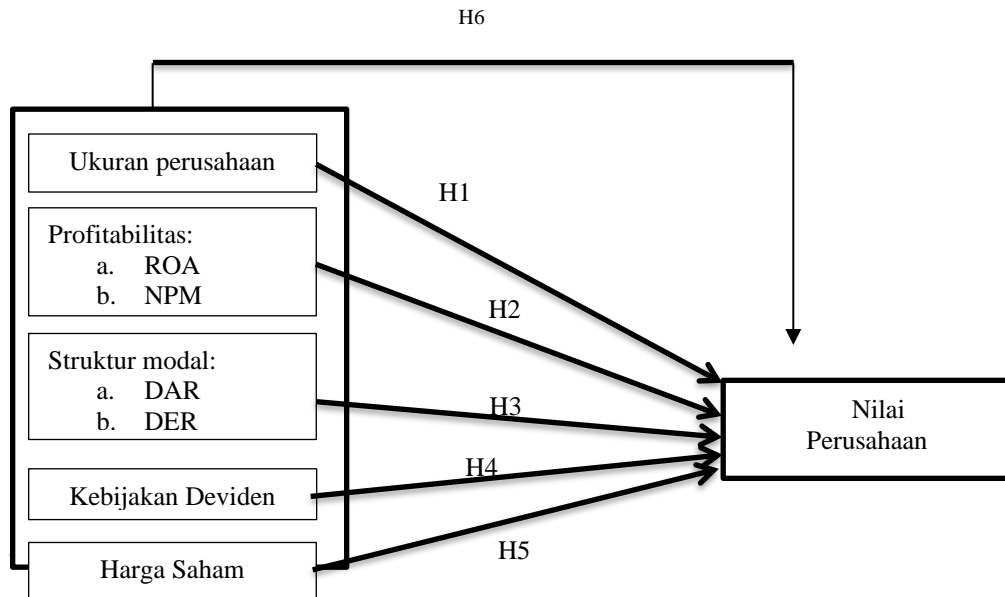 H6
Ukuran perusahaan
H1
Profitabilitas:
a. ROA
b. NPM
H2
Struktur modal:
a. DAR
b. DER
H3
Nilai
Perusahaan
H4
Kebijakan Deviden
H5
Harga Saham